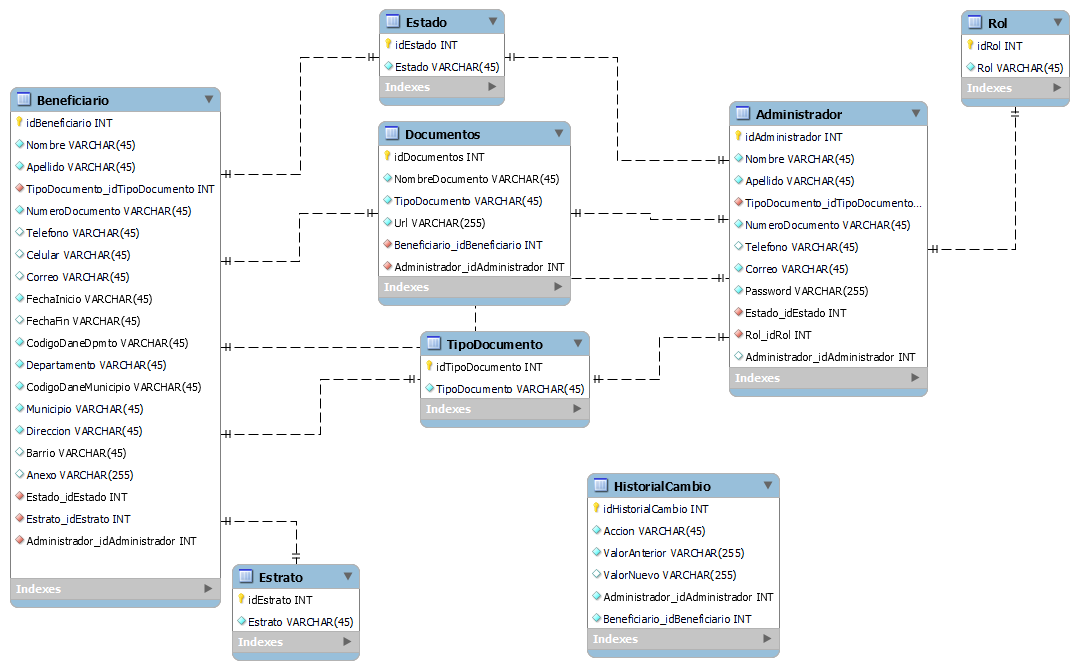 Estado
idEstado INT
Estado VARCHAR(45)
Indexes
Rol
idRol INT
Rol VARCHAR(45)
Indexes
Beneficiario
idBeneficiario INT
Nombre VARCHAR(45)
Apellido VARCHAR(45)
TipoDocumento_idTipoDocumento INT
NumeroDocumento VARCHAR(45)
Telefono VARCHAR(45)
Celular VARCHAR(45)
Correo VARCHAR(45)
FechaInicio VARCHAR(45)
FechaFin VARCHAR(45)
CodigoDaneDpmto VARCHAR(45)
Departamento VARCHAR(45)
CodigoDaneMunicipio VARCHAR(45)
Municipio VARCHAR(45)
Direccion VARCHAR(45)
Barrio VARCHAR(45)
Anexo VARCHAR(255)
Estado_idEstado INT
Estrato_idEstrato INT
Administrador_idAdministrador INT
Indexes
Documentos
idDocumentos INT
NombreDocumento VARCHAR(45)
TipoDocumento VARCHAR(45)
Url VARCHAR(255)
Beneficiario_idBeneficiario INT
Administrador_idAdministrador INT
Indexes
Administrador
idAdministrador INT
Nombre VARCHAR(45)
Apellido VARCHAR(45)
TipoDocumento_idTipoDocumento...
NumeroDocumento VARCHAR(45)
Telefono VARCHAR(45)
Correo VARCHAR(45)
Password VARCHAR(255)
Estado_idEstado INT
Rol_idRol INT
Administrador_idAdministrador INT
Indexes
TipoDocumento
idTipoDocumento INT
TipoDocumento VARCHAR(45)
Indexes
HistorialCambio
idHistorialCambio INT
Accion VARCHAR(45)
ValorAnterior VARCHAR(255)
ValorNuevo VARCHAR(255)
Administrador_idAdministrador INT
Beneficiario_idBeneficiario INT
Indexes
Estrato
idEstrato INT
Estrato VARCHAR(45)
Indexes